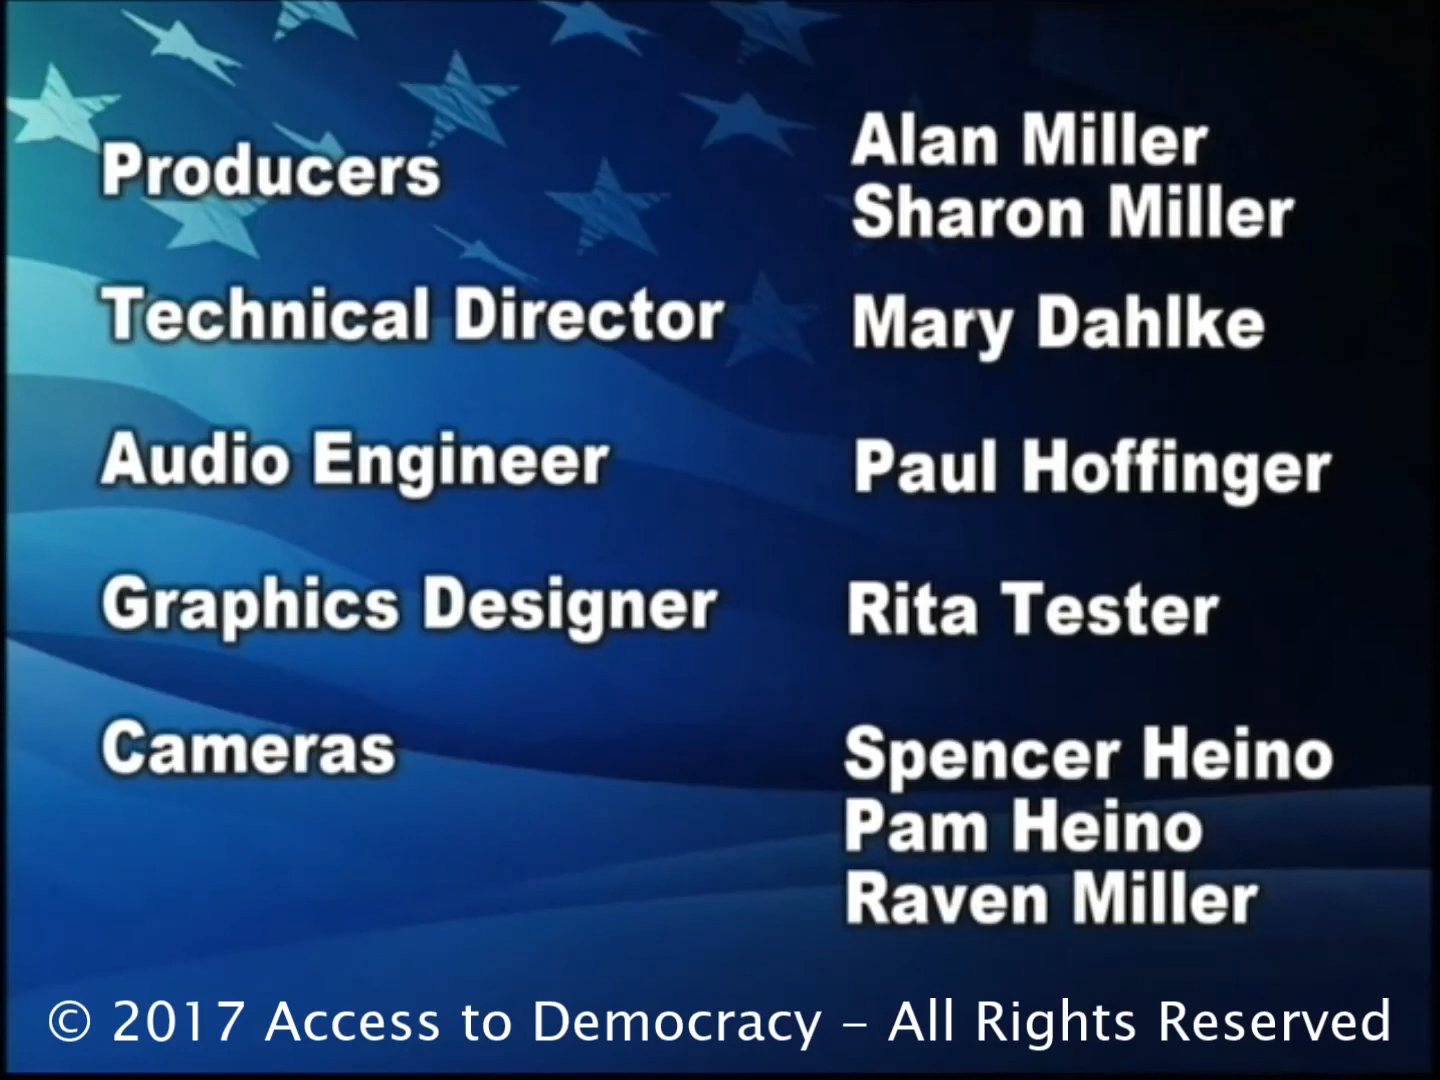 Producers
Alan Miller
Sharon Miller
Technical Director
Mary Dahlke
Audio Engineer
Paul Hoffinger
Graphics Designer
Rita Tester
Cameras
Spencer Heino
Pam Heino
Raven Miller
© 2017 Access to Democracy – All Rights Reserved